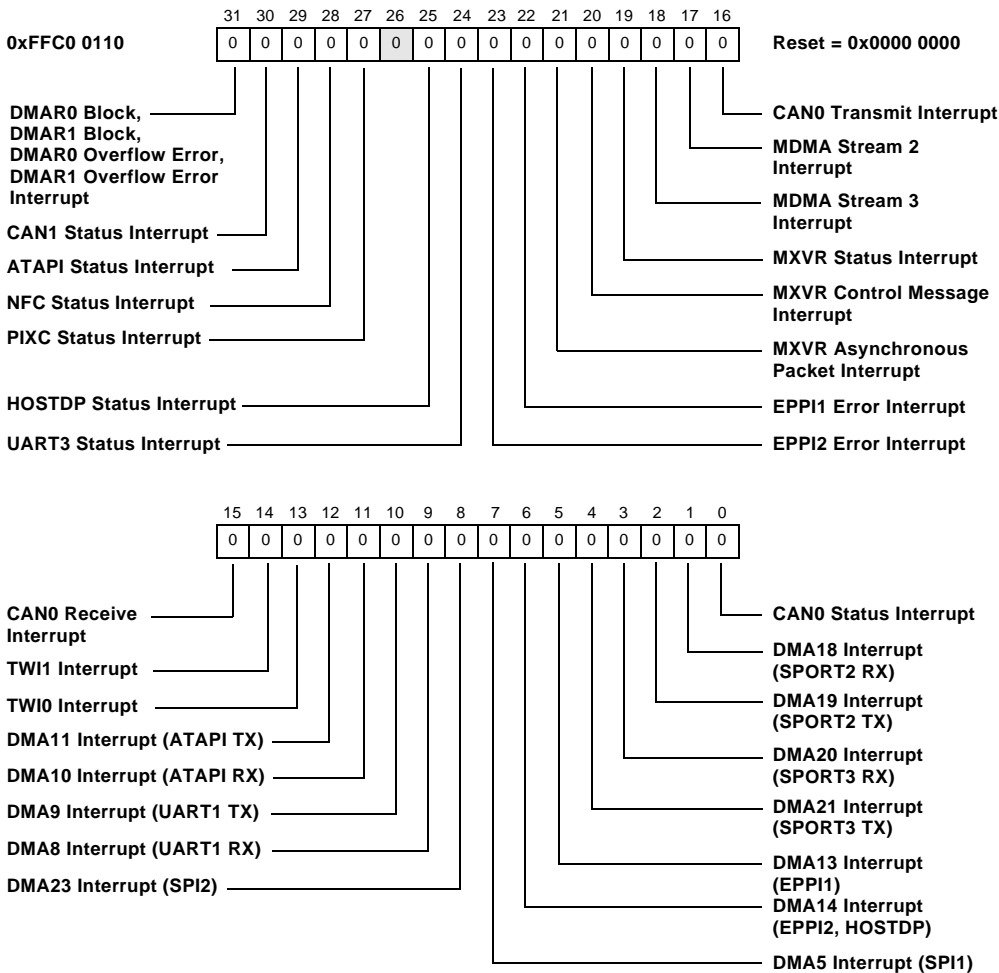 31 30 29 28 27 26 25 24 23 22 21 20 19 18 17 16
0xFFC0 0110
0 0 0 0 0 0 0 0 0 0 0 0 0 0 0 0
Reset = 0x0000 0000
DMAR0 Block,
DMAR1 Block,
DMAR0 Overflow Error,
DMAR1 Overflow Error
Interrupt
CAN1 Status Interrupt
ATAPI Status Interrupt
NFC Status Interrupt
PIXC Status Interrupt
HOSTDP Status Interrupt
UART3 Status Interrupt
CAN0 Transmit Interrupt
MDMA Stream 2
Interrupt
MDMA Stream 3
Interrupt
MXVR Status Interrupt
MXVR Control Message
Interrupt
MXVR Asynchronous
Packet Interrupt
EPPI1 Error Interrupt
EPPI2 Error Interrupt
15 14 13 12 11 10 9 8 7 6 5 4 3 2 1 0
0 0 0 0 0 0 0 0 0 0 0 0 0 0 0 0
CAN0 Receive
Interrupt
TWI1 Interrupt
TWI0 Interrupt
DMA11 Interrupt (ATAPI TX)
DMA10 Interrupt (ATAPI RX)
DMA9 Interrupt (UART1 TX)
DMA8 Interrupt (UART1 RX)
DMA23 Interrupt (SPI2)
CAN0 Status Interrupt
DMA18 Interrupt
(SPORT2 RX)
DMA19 Interrupt
(SPORT2 TX)
DMA20 Interrupt
(SPORT3 RX)
DMA21 Interrupt
(SPORT3 TX)
DMA13 Interrupt
(EPPI1)
DMA14 Interrupt
(EPPI2, HOSTDP)
DMA5 Interrupt (SPI1)